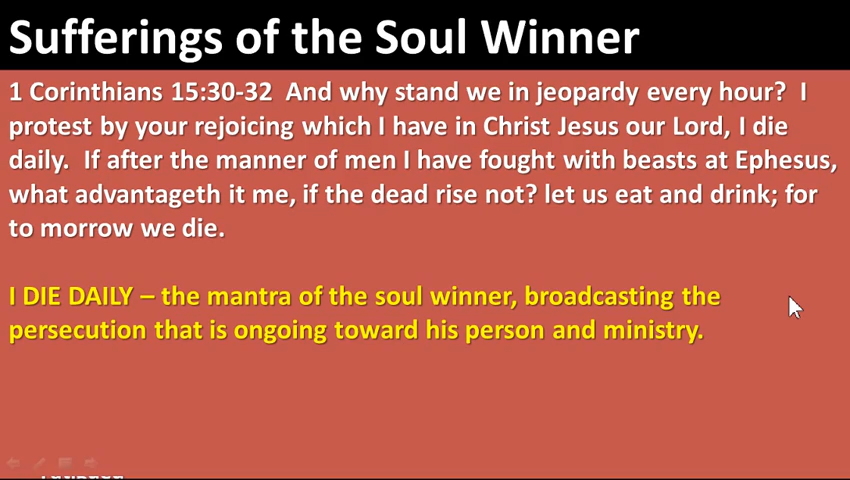 Sufferings of the Soul Winner
1 Corinthians 15:30-32  And why stand we in jeopardy every hour?  I
protest by your rejoicing which I have in Christ Jesus our Lord, I die
daily.  If after the manner of men I have fought with beasts at Ephesus,
what advantageth it me, if the dead rise not? let us eat and drink; for
to morrow we die.
I DIE DAILY – the mantra of the soul winner, broadcasting the
persecution that is ongoing toward his person and ministry.